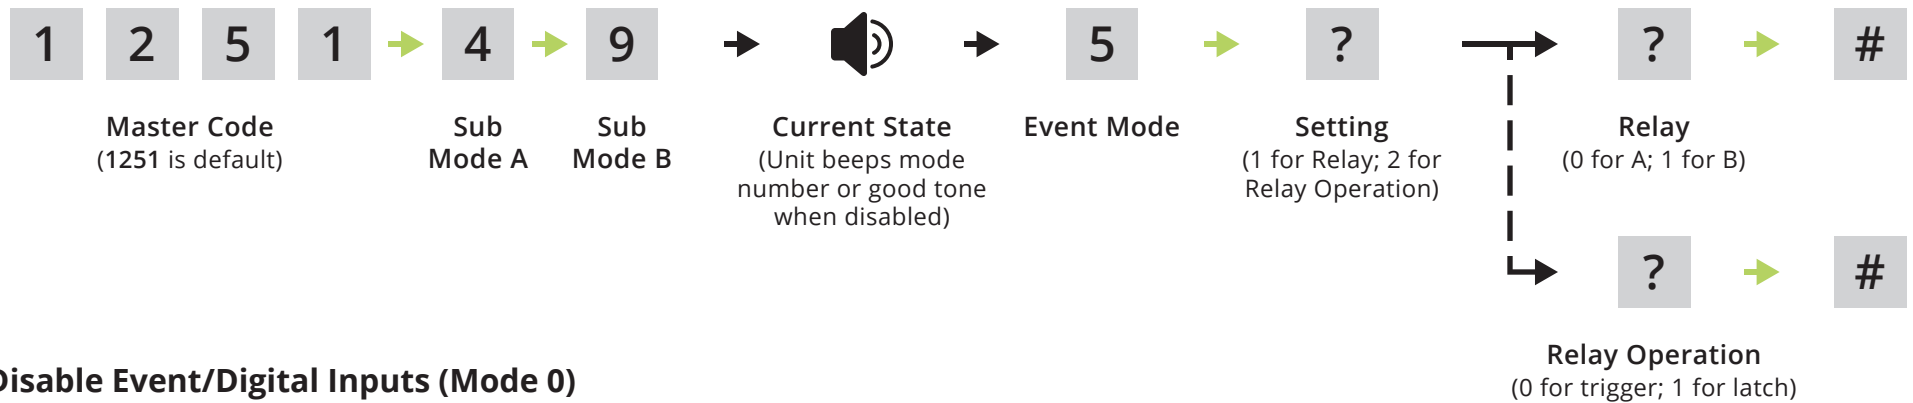 1 2 5 1 4 9 5 ? ? #
Master Code
(1251 is default)
Sub
Mode A
Sub
Mode B
Current State
(Unit beeps mode
number or good tone
when disabled)
Event Mode
Setting
(1 for Relay; 2 for
Relay Operation)
Relay
(0 for A; 1 for B)
? #
Relay Operation
(0 for trigger; 1 for latch)
Disable Event/Digital Inputs (Mode 0)